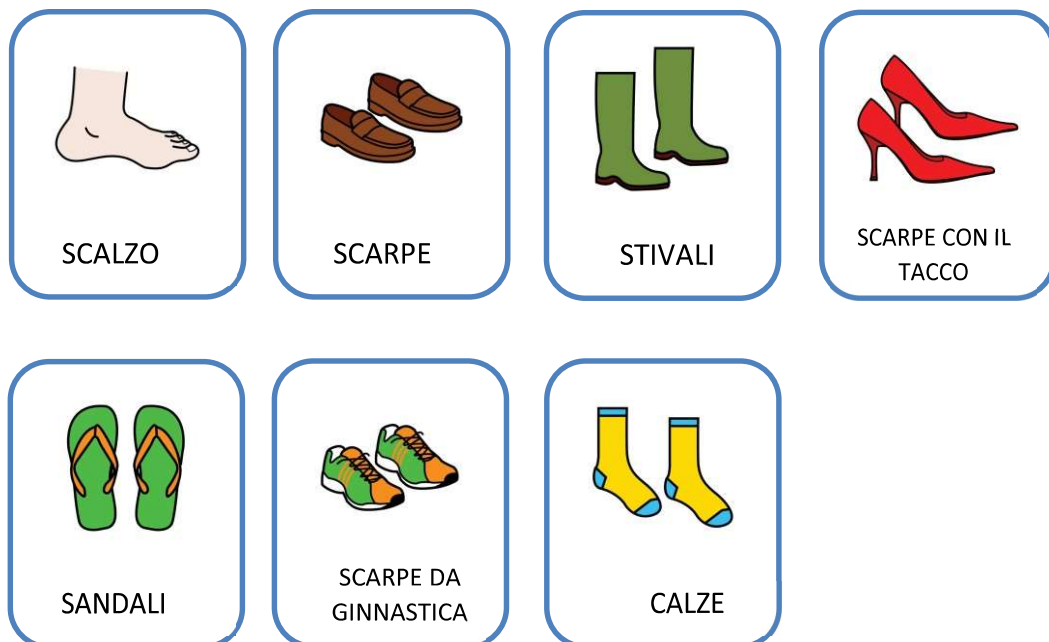 SCALZO
SCARPE
STIVALI
SCARPE CON IL
TACCO
SANDALI
SCARPE DA
GINNASTICA
CALZE